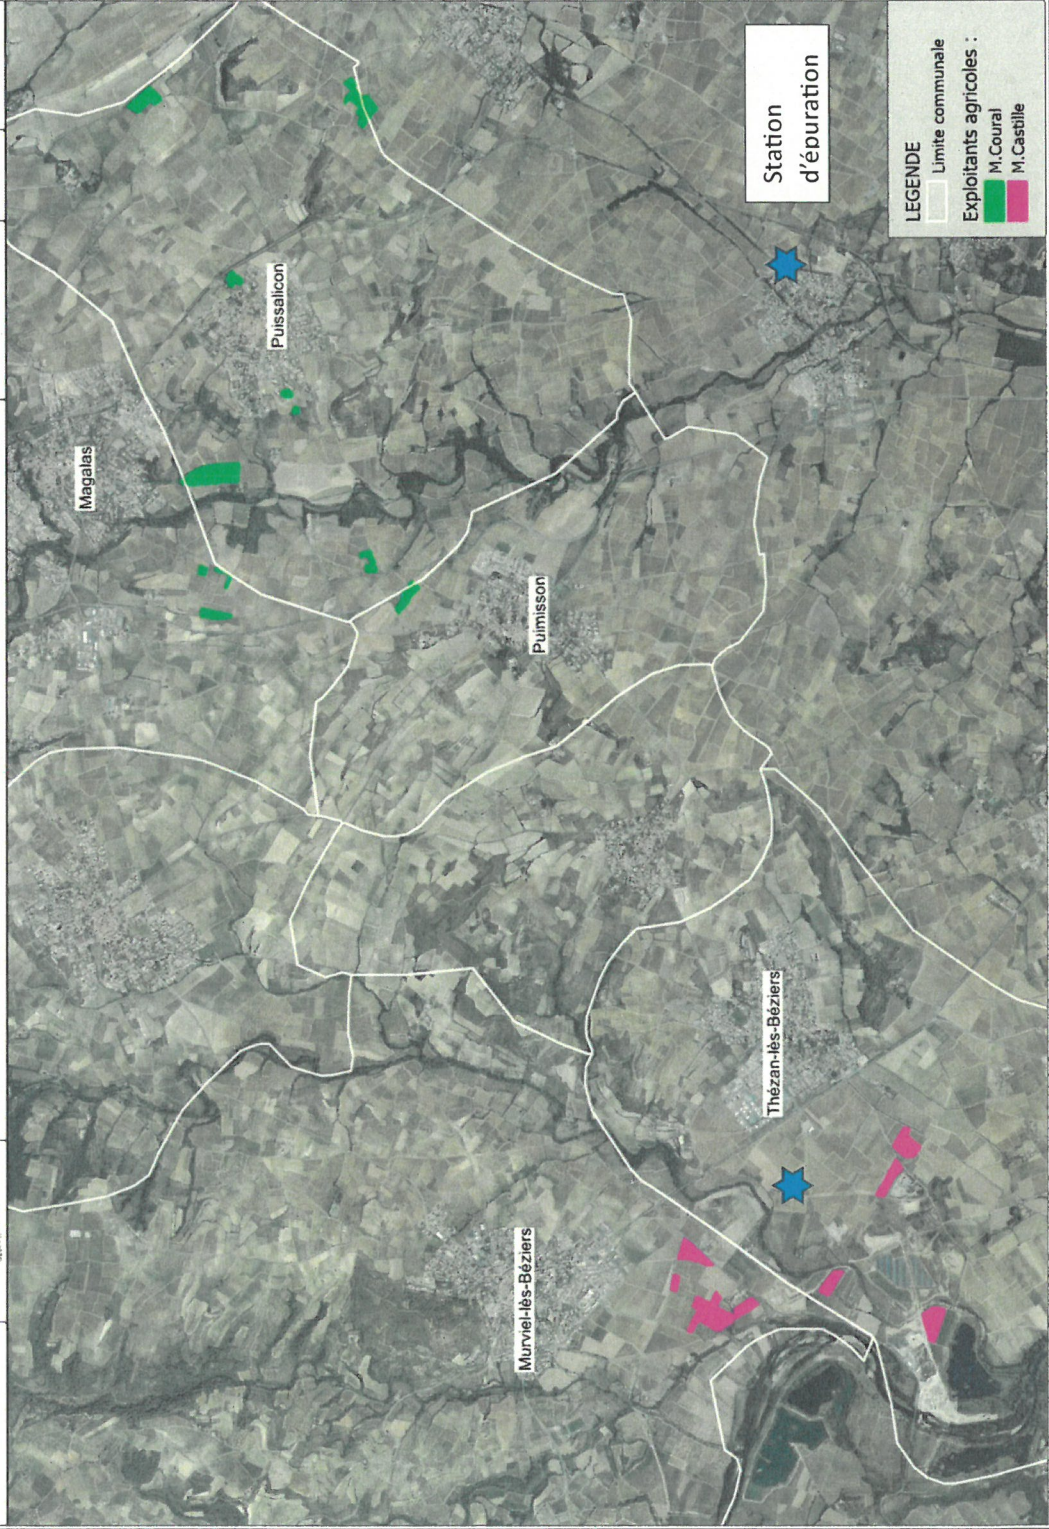 Magalas
Puissalicon
Puimisson
Murviel-lès-Béziers
Thézan-lès-Béziers
Station
d'épuration
LEGENDE
Limite communale
Exploitants agricoles :
M.Coural
M.Castille